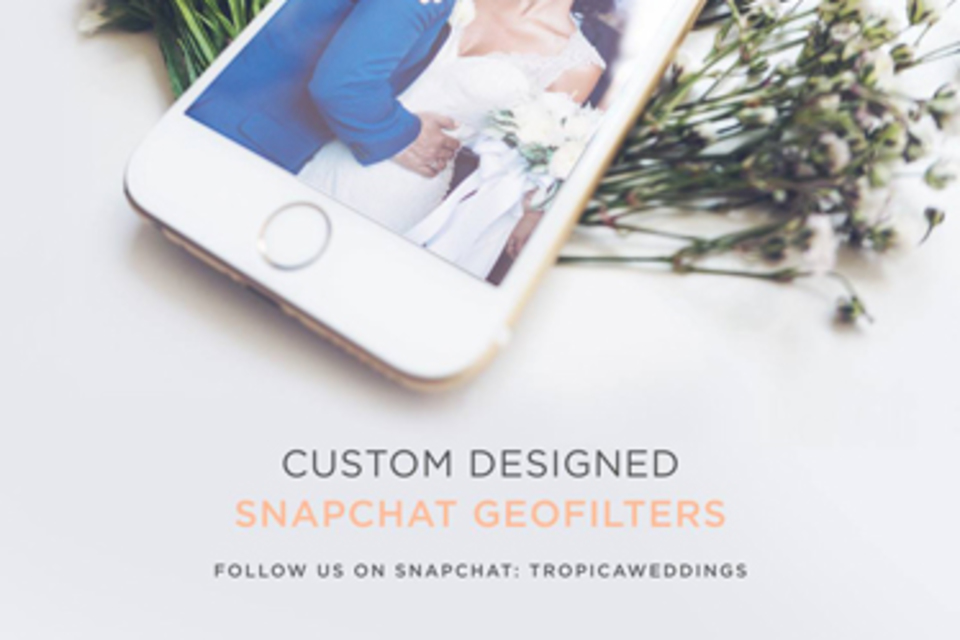 CUSTOM DESIGNED
SNAPCHAT GEOFILTERS
FOLLOW US ON SNAPCHAT: TROPICAWEDDINGS